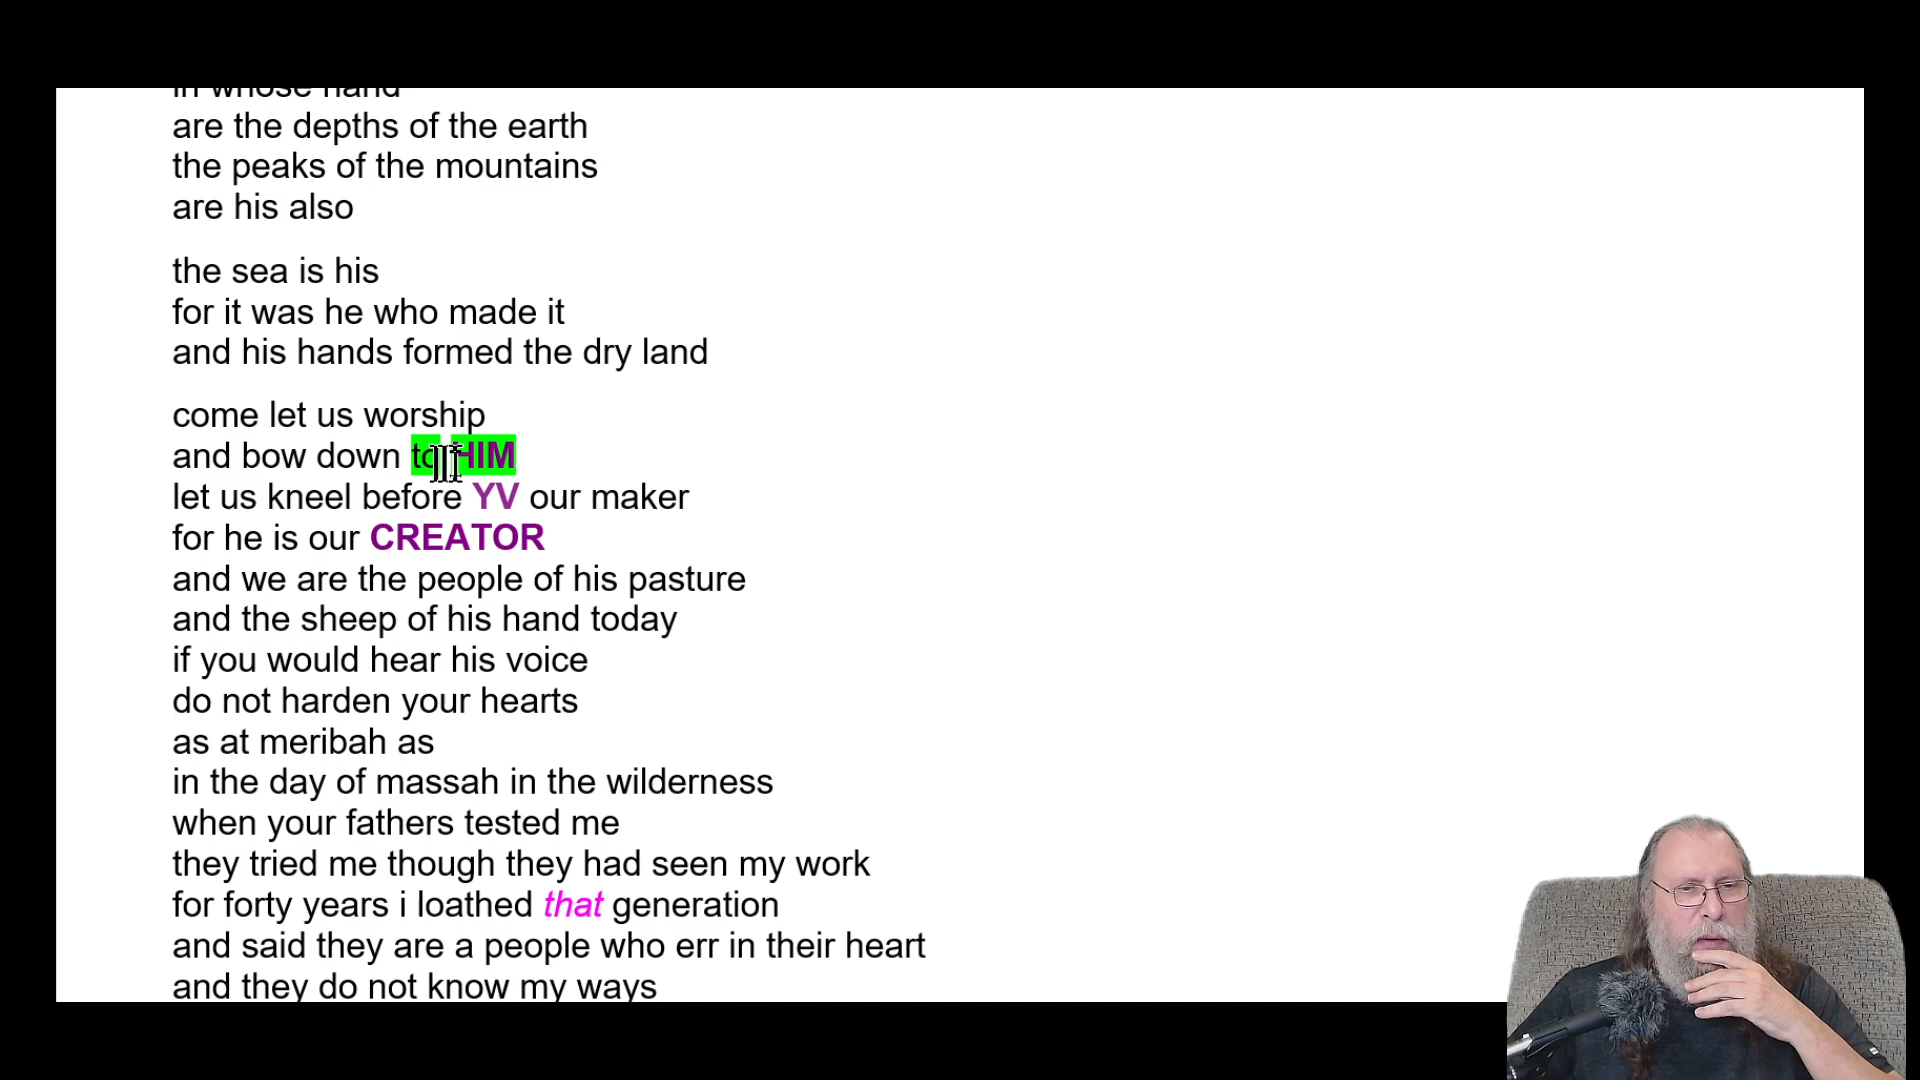 in whose hand
are the depths of the earth
the peaks of the mountains
are his also
the sea is his
for it was he who made it
and his hands formed the dry land
come let us worship
and bow down to HIM
let us kneel before YV our maker
for he is our CREATOR
and we are the people of his pasture
and the sheep of his hand today
if you would hear his voice
do not harden your hearts
as at meribah as
in the day of massah in the wilderness
when your fathers tested me
they tried me though they had seen my work
for forty years i loathed that generation
and said they are a people who err in their heart
and they do not know my ways